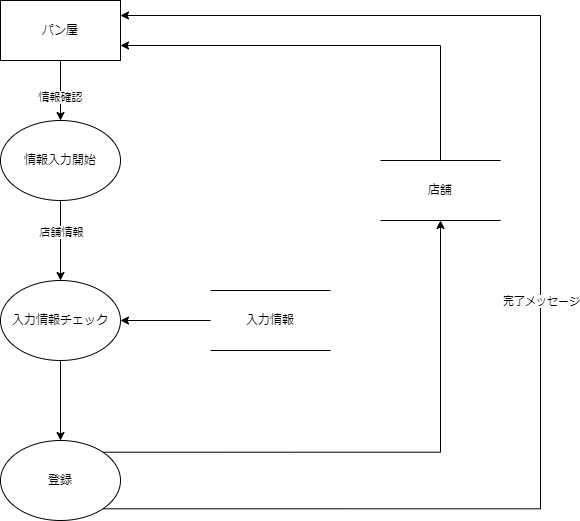 パン屋
情報確認
情報入力開始
店舗
店舗情報
完了メッセージ
入力情報チェック
入力情報
登録